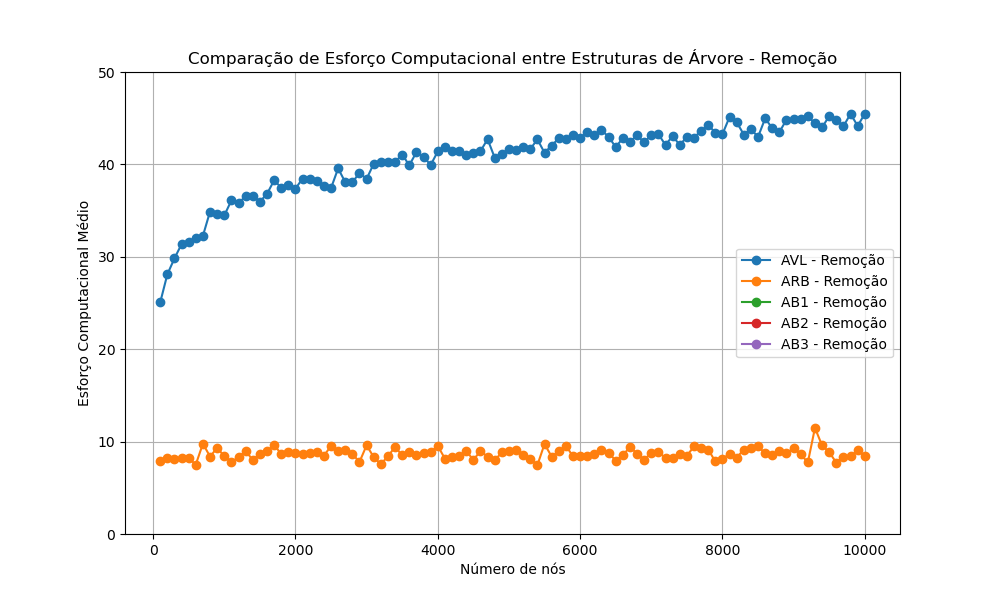 Comparação de Esforço Computacional entre Estruturas de Árvore - Remoção
50
40
30
20
10
0
Esforço Computacional Médio
AVL - Remoção
ARB - Remoção
AB1 - Remoção
AB2 - Remoção
AB3 - Remoção
0 2000 4000 6000 8000 10000
Número de nós